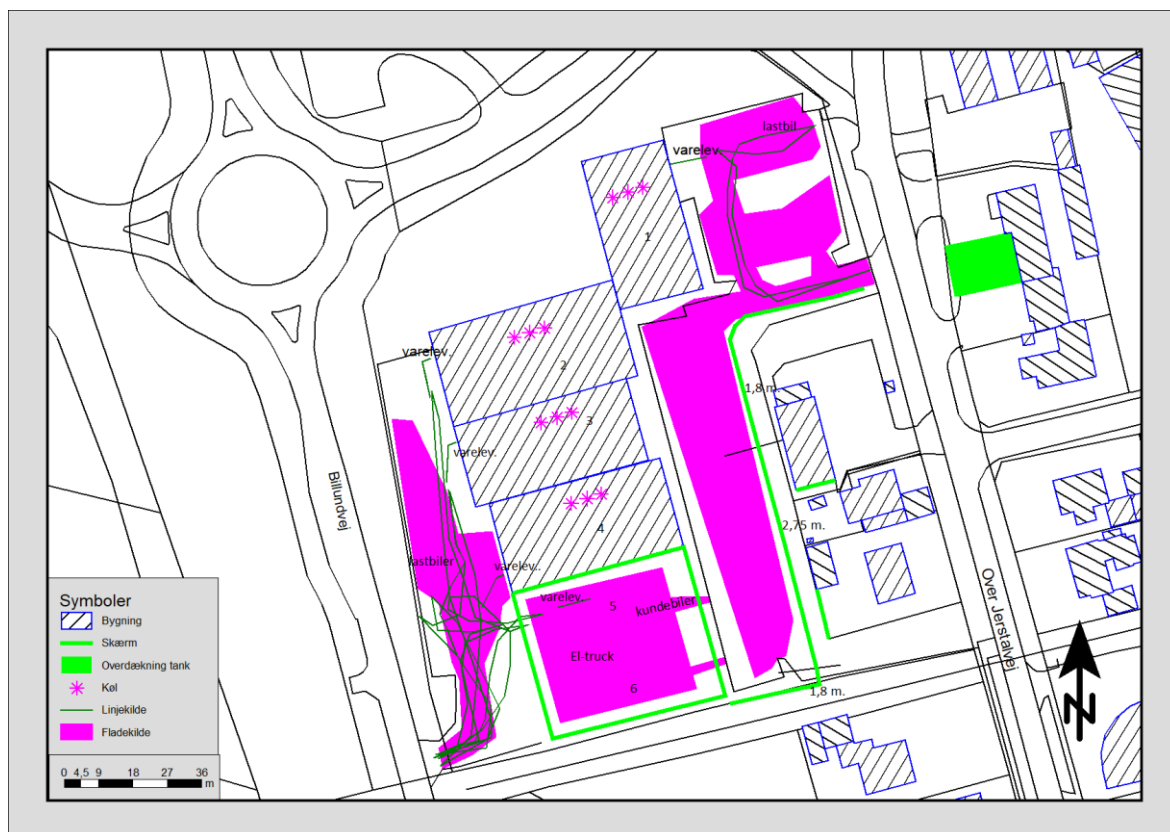 lastbil
varelev.
1
varelev.
2
1,8 m.
3
varelev.
Billundvej
4
2,75 m.
lastbiler
varelev..
varelev.
5
kundebiler
El-truck
6
1,8 m.
Over Jerstalvej
N
Symboler
Bygning
Skærm
Overdækning tank
Køl
Linjekilde
Fladekilde
0 4,5 9 18 27 36
m